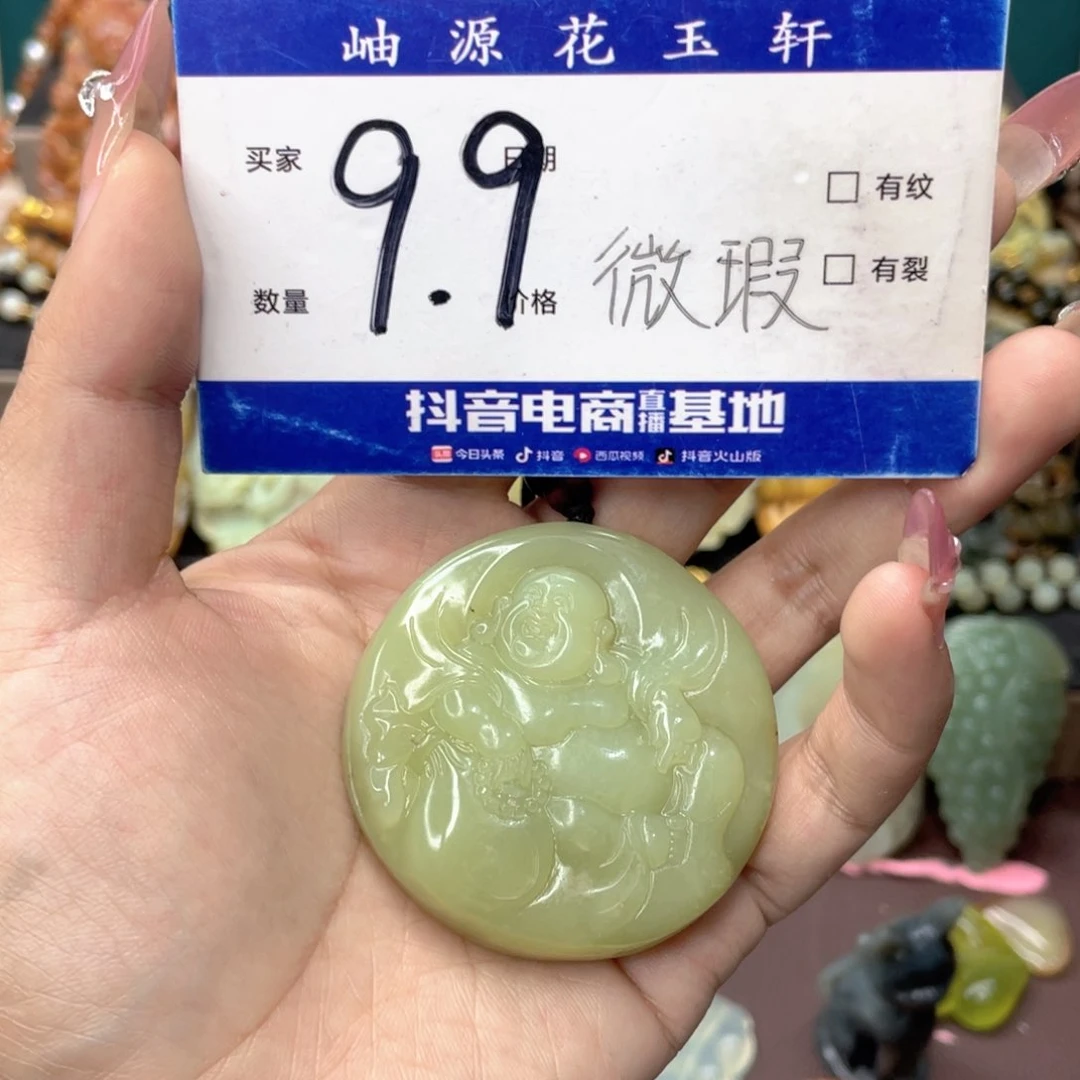 岫源花玉轩
买家 9.9 日期
□ 有纹
数量 价格 微瑕 □ 有裂
抖音电商直播基地
头条 今日头条 抖音 西瓜视频 抖音火山版